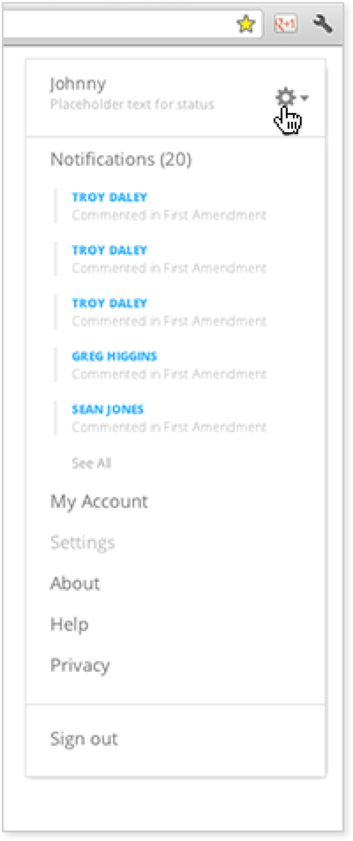 g+1
Johnny
Placeholder text for status
Notifications (20)
TROY DALEY
Commented in First Amendment
TROY DALEY
Commented in First Amendment
TROY DALEY
Commented in First Amendment
GREG HIGGINS
Commented in First Amendment
SEAN JONES
Commented in First Amendment
See All
My Account
Settings
About
Help
Privacy
Sign out